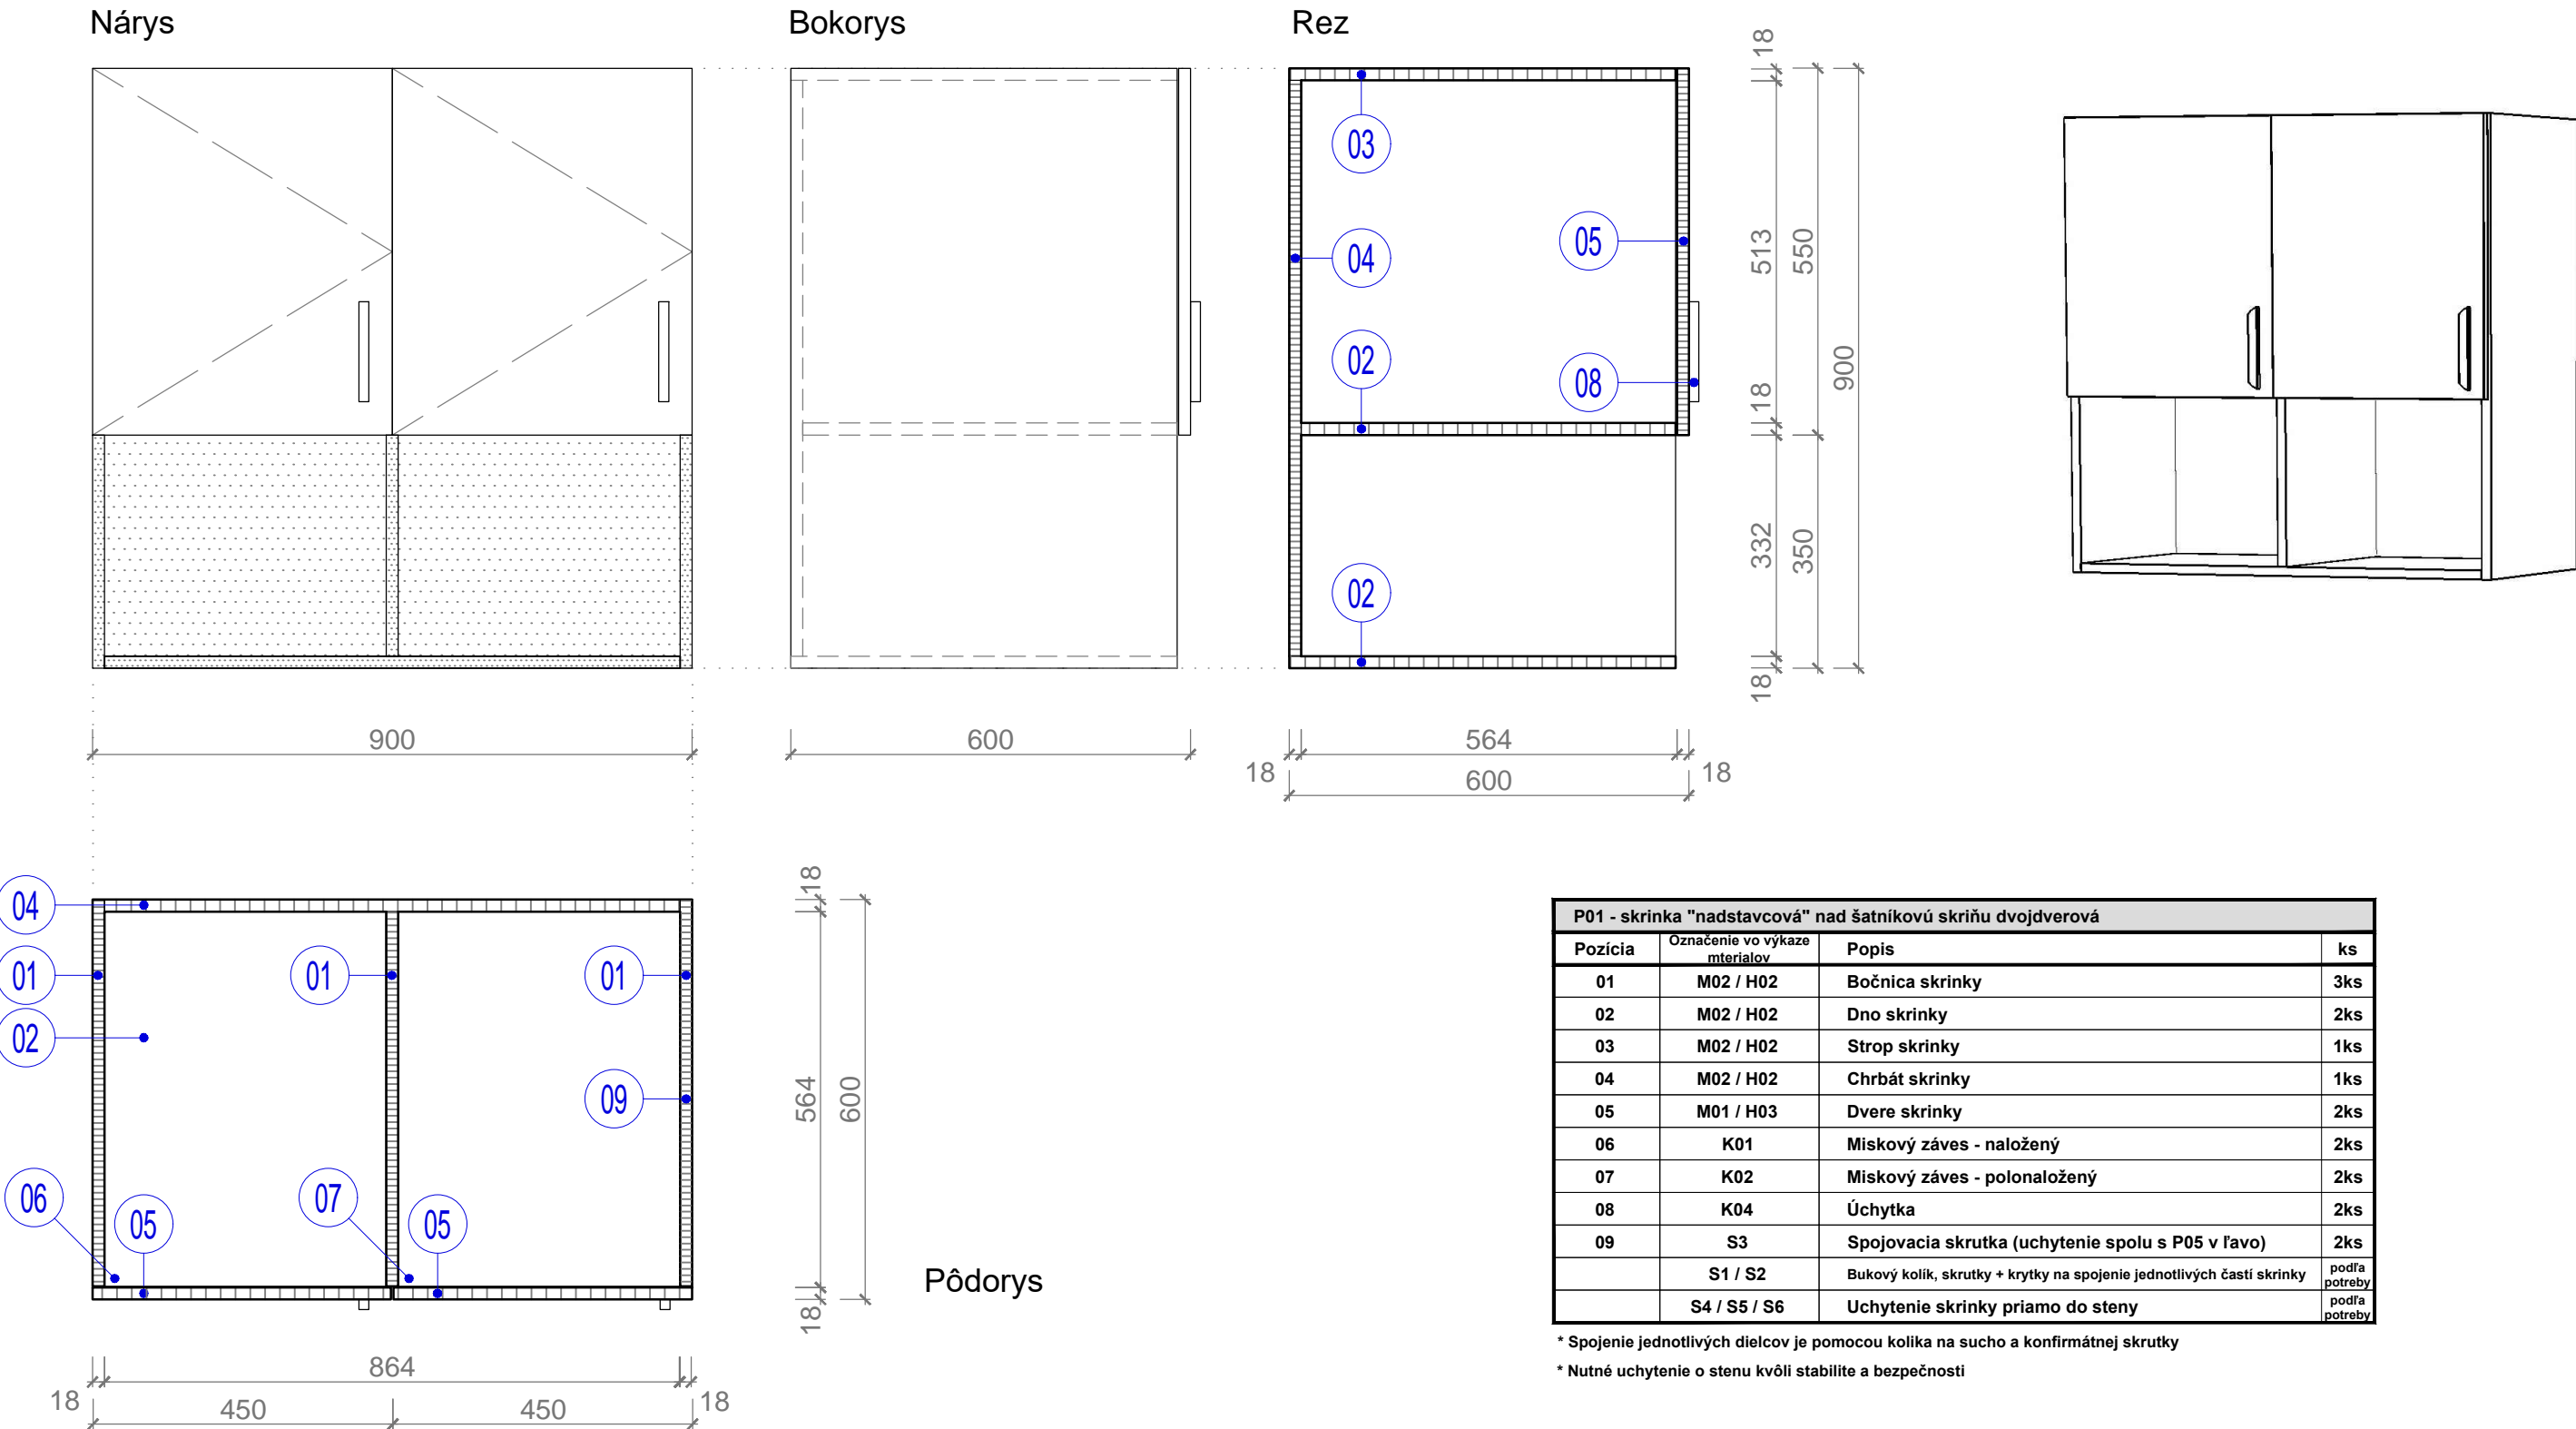 Nárys
Bokorys
Rez
03
04
05
02
08
02
18
513
550
18
900
332
350
18
900
600
564
18
18
600
04
01
01
01
02
09
06
05
07
05
18
564
600
18
Pôdorys
864
18
18
450
450
P01 - skrinka "nadstavcová" nad šatníkovú skriňu dvojdverová
Pozícia Označenie vo výkaze mterialov Popis ks
01 M02 / H02 Bočnica skrinky 3ks
02 M02 / H02 Dno skrinky 2ks
03 M02 / H02 Strop skrinky 1ks
04 M02 / H02 Chrbát skrinky 1ks
05 M01 / H03 Dvere skrinky 2ks
06 K01 Miskový záves - naložený 2ks
07 K02 Miskový záves - polonaložený 2ks
08 K04 Úchytka 2ks
09 S3 Spojovacia skrutka (uchytenie spolu s P05 v ľavo) 2ks
S1 / S2 Bukový kolík, skrutky + krytky na spojenie jednotlivých častí skrinky podľa potreby
S4 / S5 / S6 Uchytenie skrinky priamo do steny podľa potreby
* Spojenie jednotlivých dielcov je pomocou kolika na sucho a konfirmátnej skrutky
* Nutné uchytenie o stenu kvôli stabilite a bezpečnosti